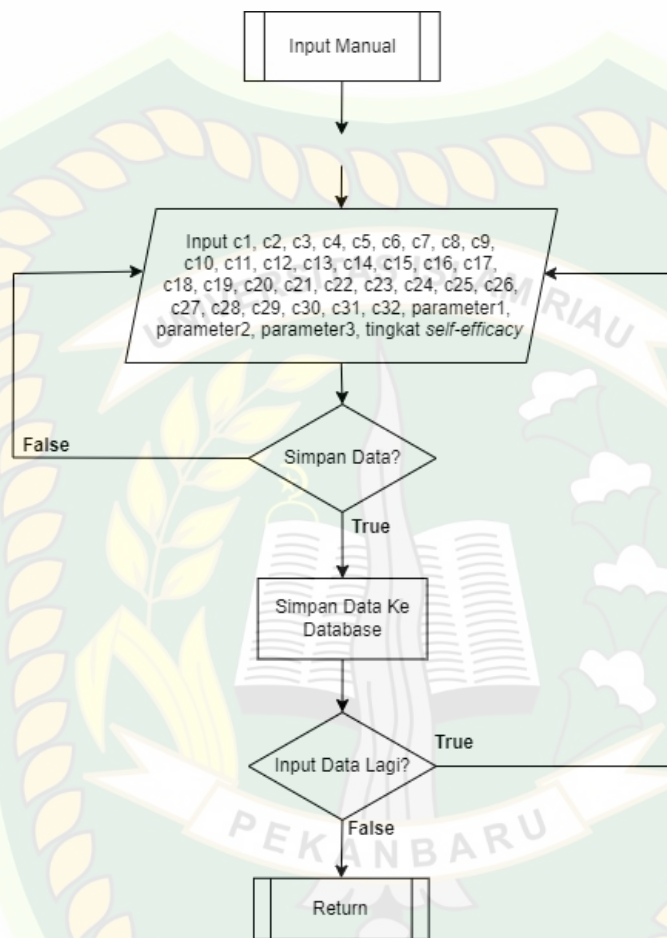 Input Manual
Input c1, c2, c3, c4, c5, c6, c7, c8, c9,
c10, c11, c12, c13, c14, c15, c16, c17,
c18, c19, c20, c21, c22, c23, c24, c25, c26,
c27, c28, c29, c30, c31, c32, parameter1,
parameter2, parameter3, tingkat self-efficacy
False
Simpan Data?
True
Simpan Data Ke
Database
True
Input Data Lagi?
False
PEKANBARU
Return